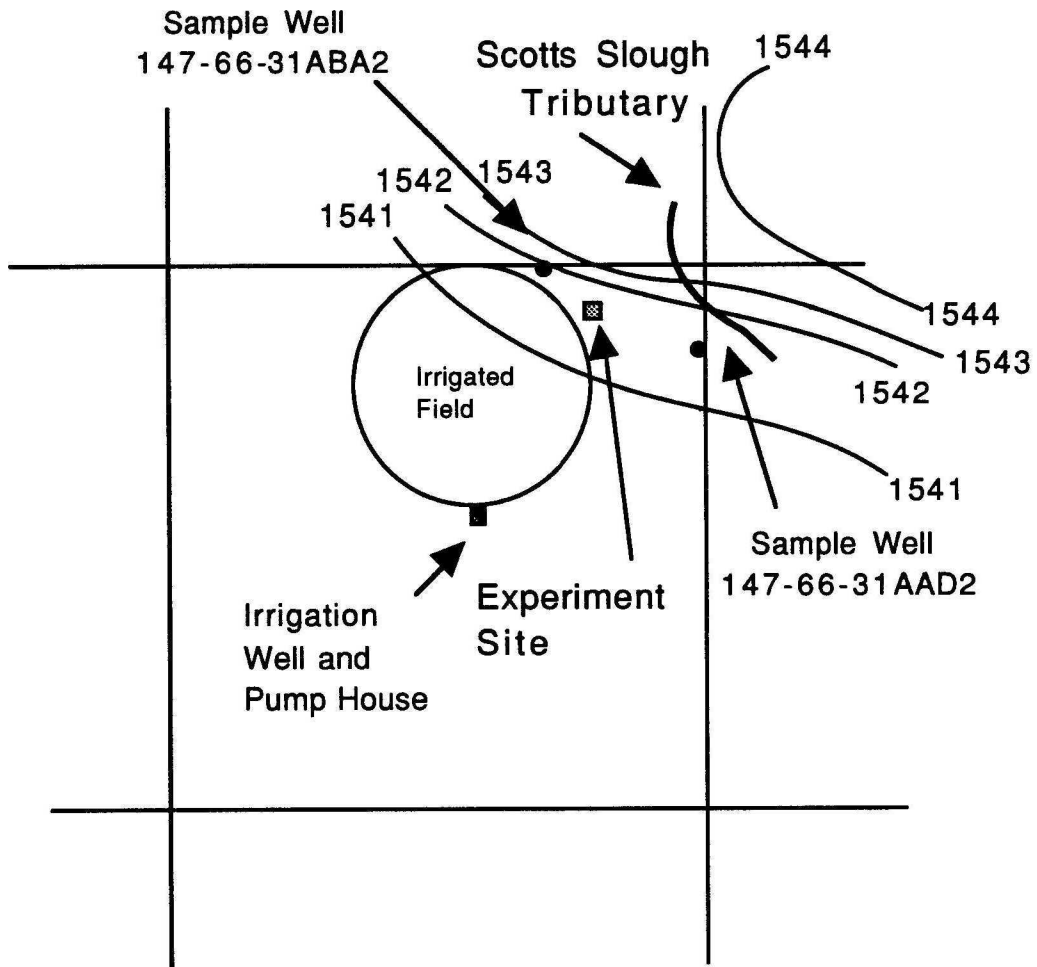 Sample Well
147-66-31ABA2
Scotts Slough
Tributary
1544
1543
1542
1541
Irrigated
Field
1544
1543
1542
1541
Sample Well
147-66-31AAD2
Experiment
Site
Irrigation
Well and
Pump House